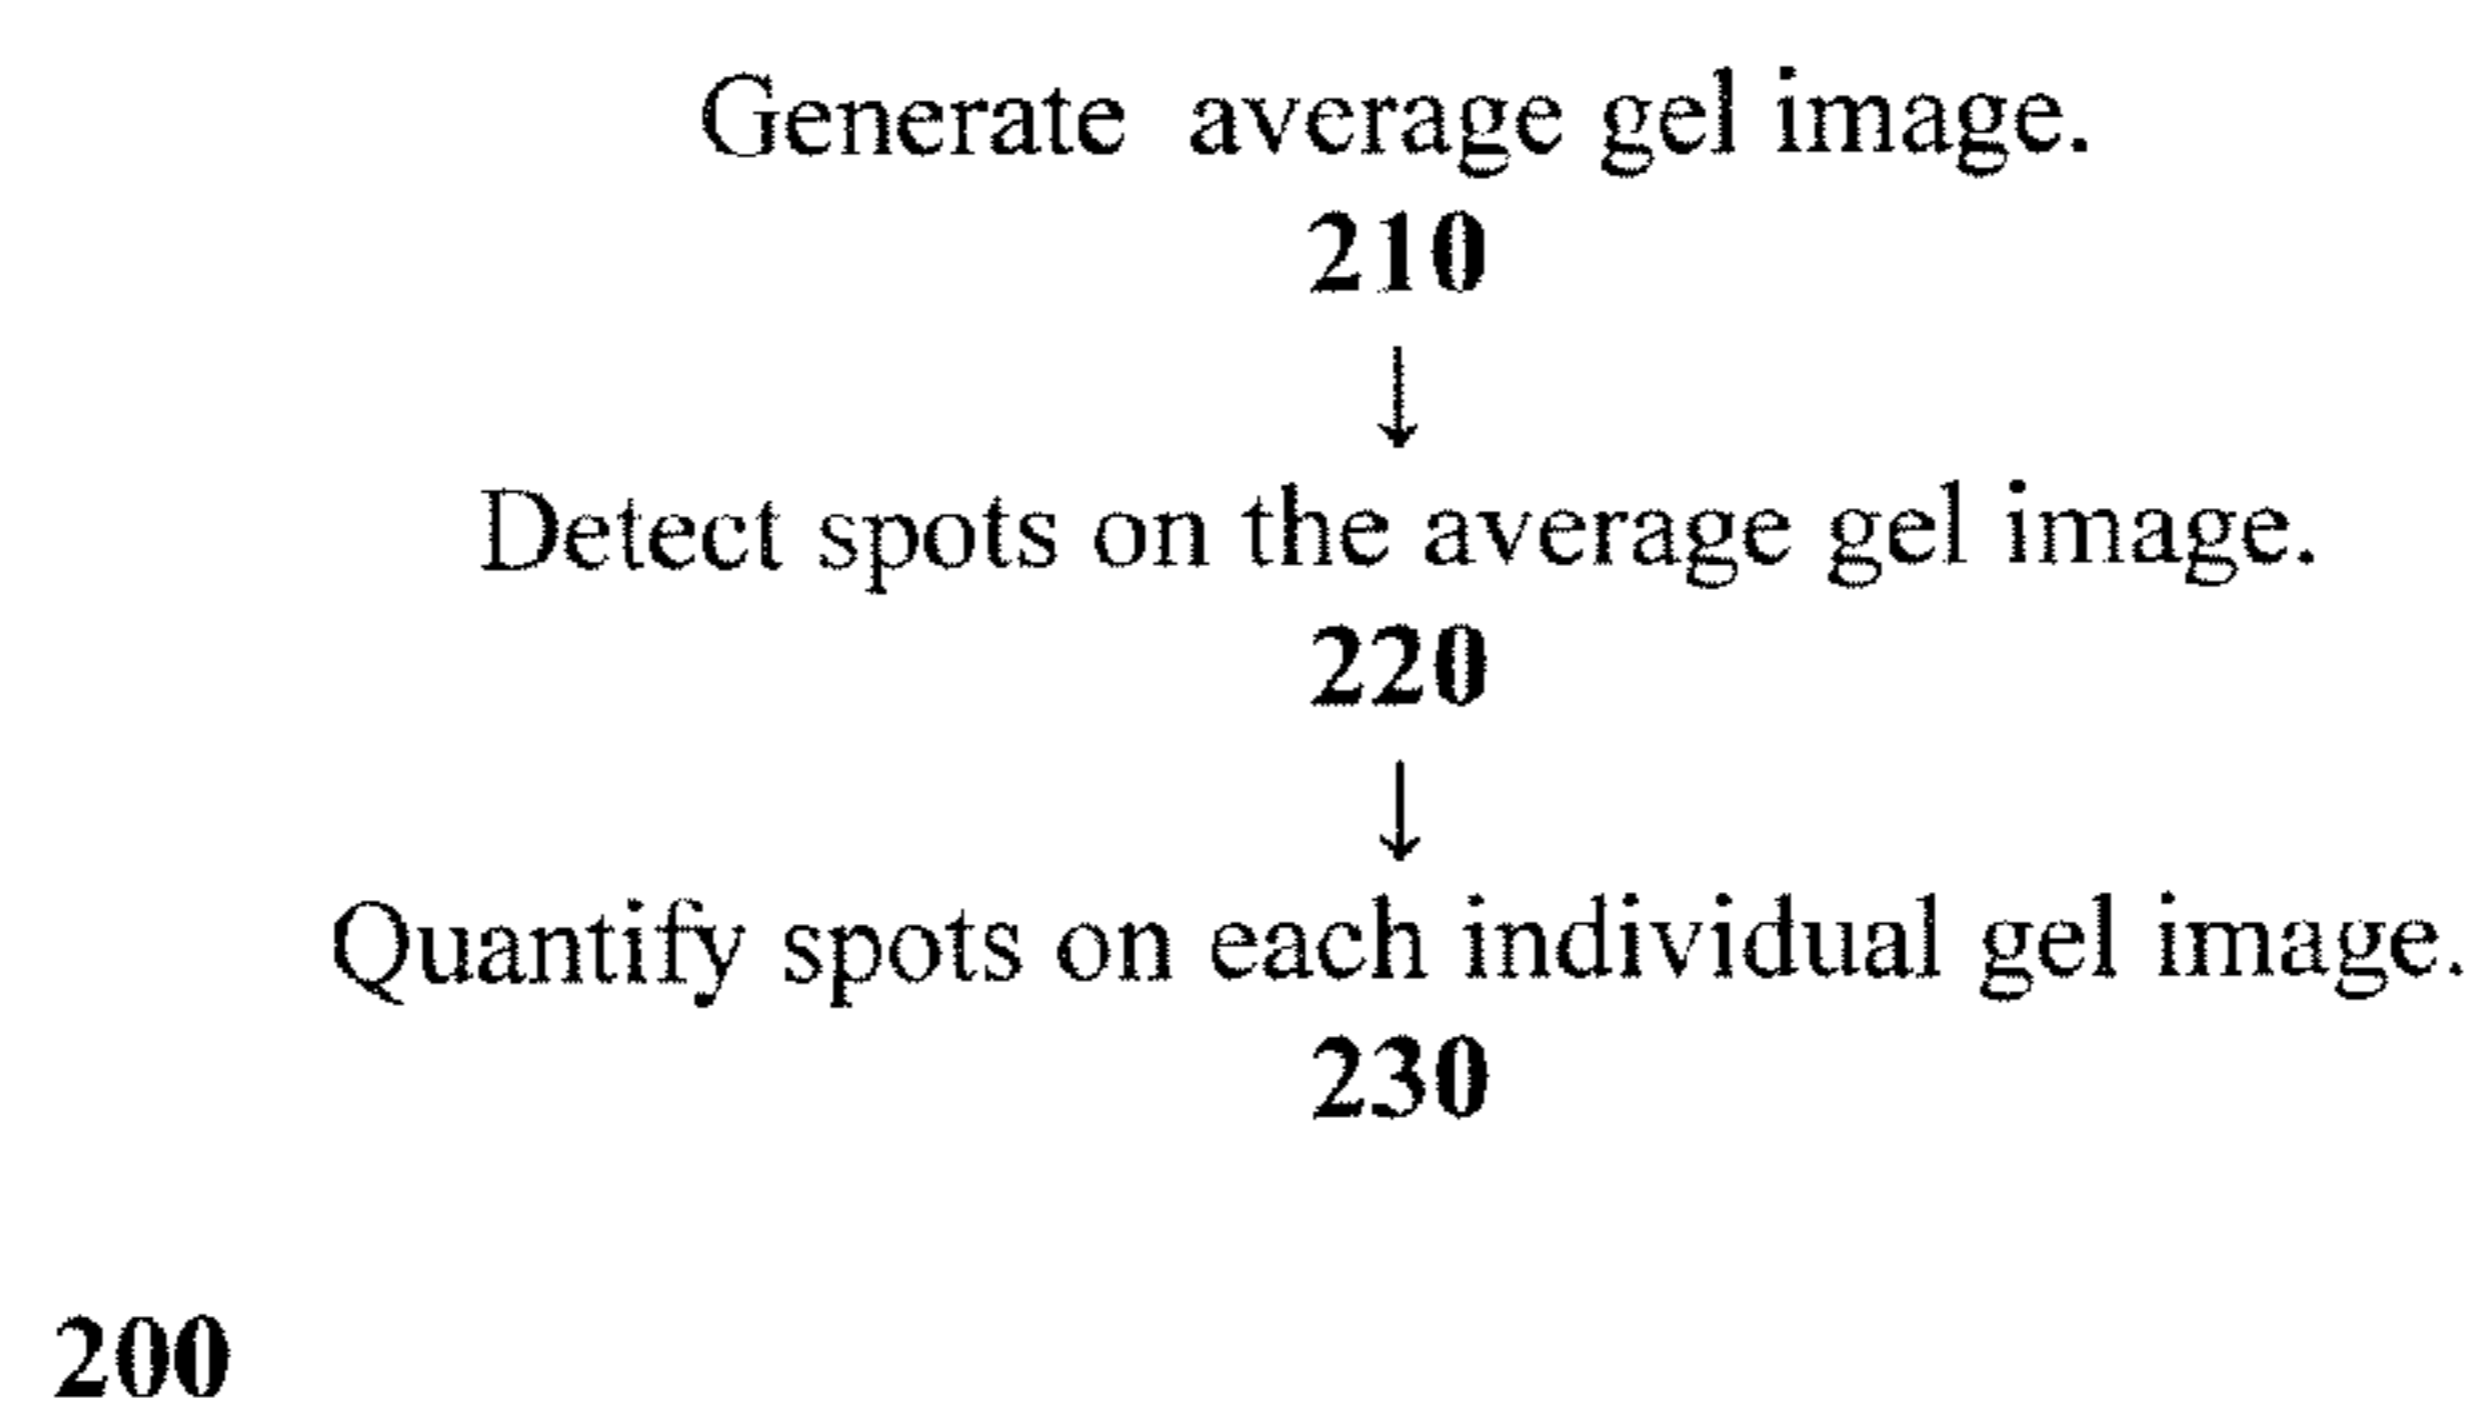 Generate average gel image.
210
↓
Detect spots on the average gel image.
220
↓
Quantify spots on each individual gel image.
230
200